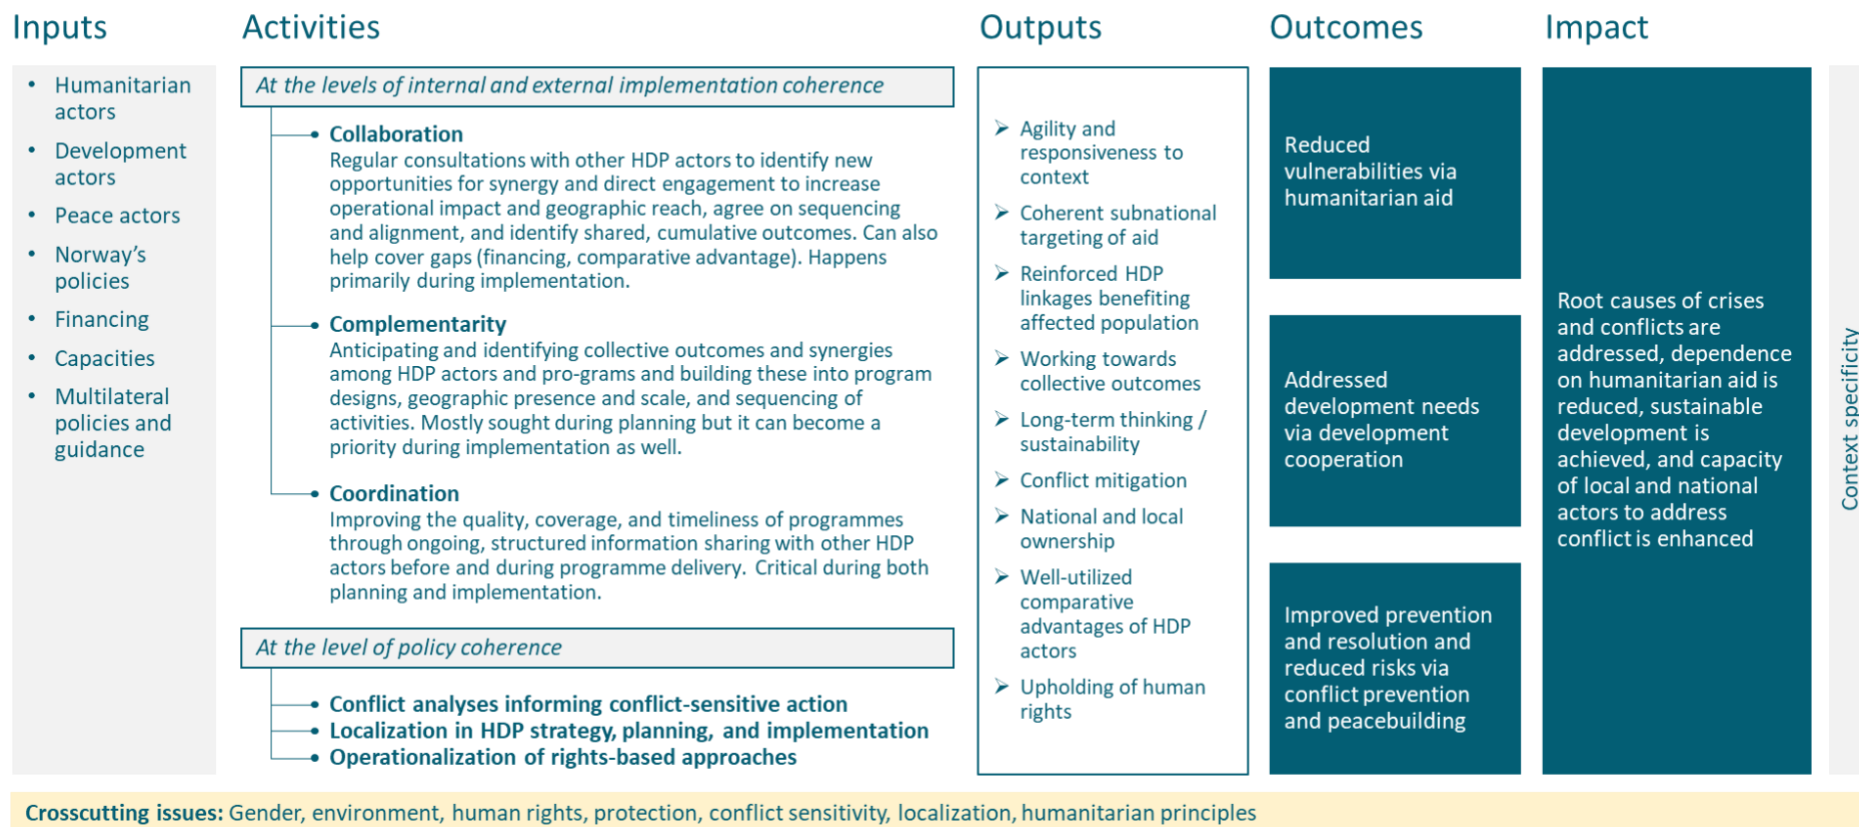 Inputs
Humanitarian
actors
Development
actors
Peace actors
Norway's
policies
Financing
Capacities
Multilateral
policies and
guidance
Activities
At the levels of internal and external implementation coherence
Collaboration
Regular consultations with other HDP actors to identify new
opportunities for synergy and direct engagement to increase
operational impact and geographic reach, agree on sequencing
and alignment, and identify shared, cumulative outcomes. Can also
help cover gaps (financing, comparative advantage). Happens
primarily during implementation.
Complementarity
Anticipating and identifying collective outcomes and synergies
among HDP actors and pro-grams and building these into program
designs, geographic presence and scale, and sequencing of
activities. Mostly sought during planning but it can become a
priority during implementation as well.
Coordination
Improving the quality, coverage, and timeliness of programmes
through ongoing, structured information sharing with other HDP
actors before and during programme delivery. Critical during both
planning and implementation.
At the level of policy coherence
Conflict analyses informing conflict-sensitive action
Localization in HDP strategy, planning, and implementation
Operationalization of rights-based approaches
Outputs
Agility and
responsiveness to
context
Coherent subnational
targeting of aid
Reinforced HDP
linkages benefiting
affected population
Working towards
collective outcomes
Long-term thinking /
sustainability
Conflict mitigation
National and local
ownership
Well-utilized
comparative
advantages of HDP
actors
Upholding of human
rights
Outcomes
Reduced
vulnerabilities via
humanitarian aid
Addressed
development needs
via development
cooperation
Improved prevention
and resolution and
reduced risks via
conflict prevention
and peacebuilding
Impact
Root causes of crises
and conflicts are
addressed, dependence
on humanitarian aid is
reduced, sustainable
development is
achieved, and capacity
of local and national
actors to address
conflict is enhanced
Context specificity
Crosscutting issues: Gender, environment, human rights, protection, conflict sensitivity, localization, humanitarian principles